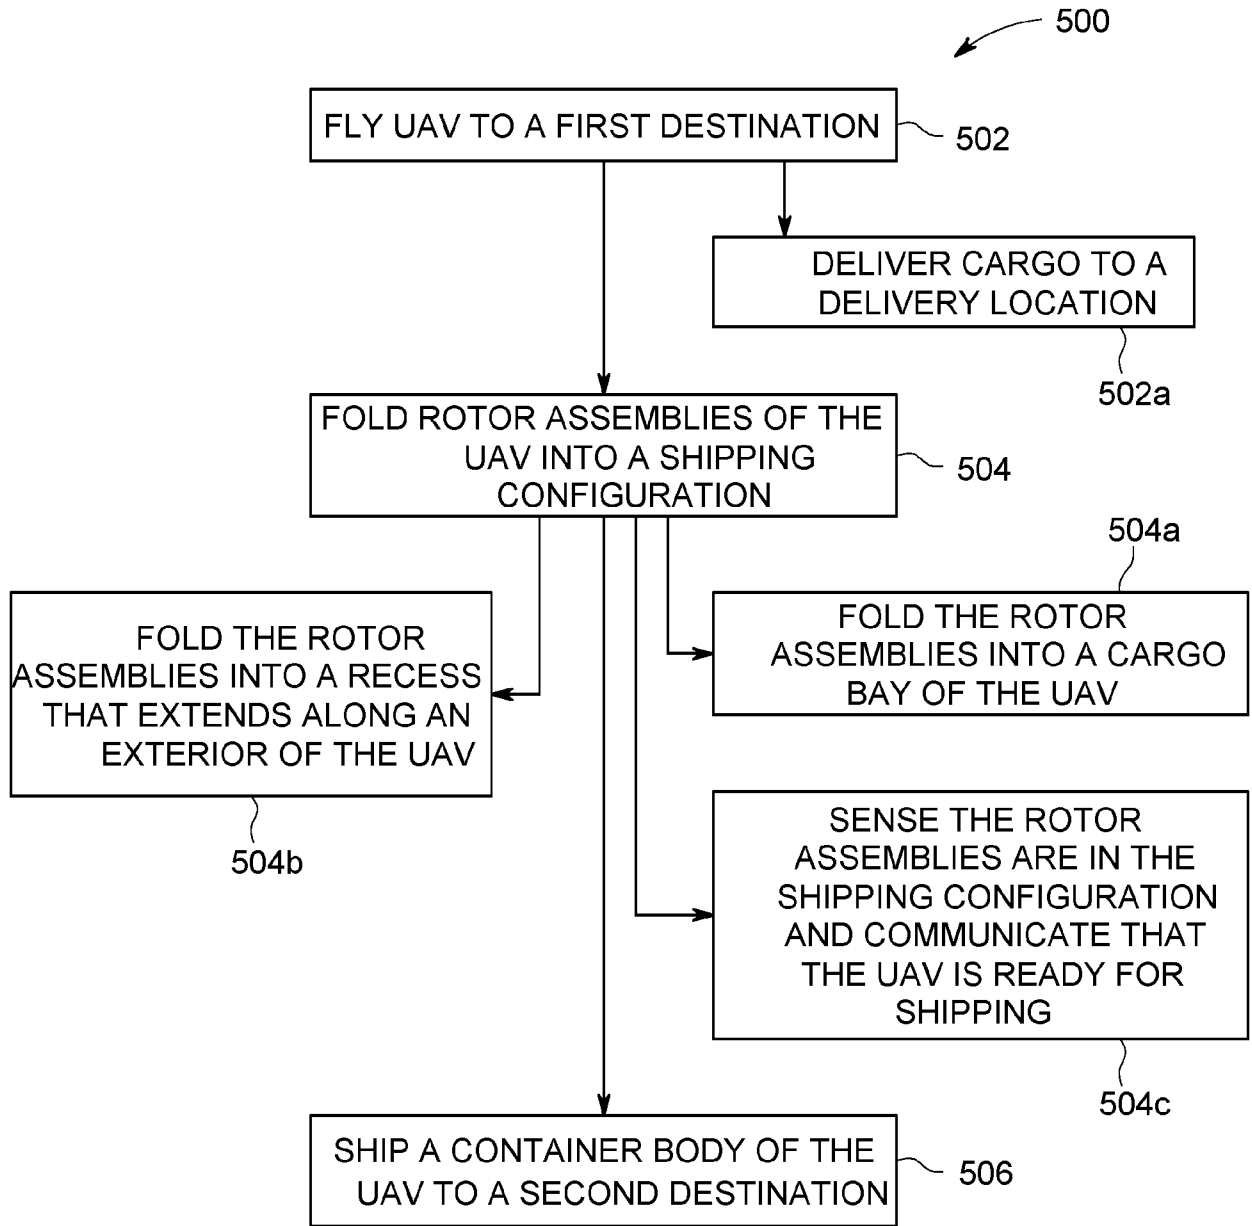 500
FLY UAV TO A FIRST DESTINATION
502
DELIVER CARGO TO A
DELIVERY LOCATION
502a
FOLD ROTOR ASSEMBLIES OF THE
UAV INTO A SHIPPING
CONFIGURATION
504
504a
FOLD THE ROTOR
ASSEMBLIES INTO A CARGO
BAY OF THE UAV
FOLD THE ROTOR
ASSEMBLIES INTO A RECESS
THAT EXTENDS ALONG AN
EXTERIOR OF THE UAV
504b
SENSE THE ROTOR
ASSEMBLIES ARE IN THE
SHIPPING CONFIGURATION
AND COMMUNICATE THAT
THE UAV IS READY FOR
SHIPPING
504c
SHIP A CONTAINER BODY OF THE
UAV TO A SECOND DESTINATION
506